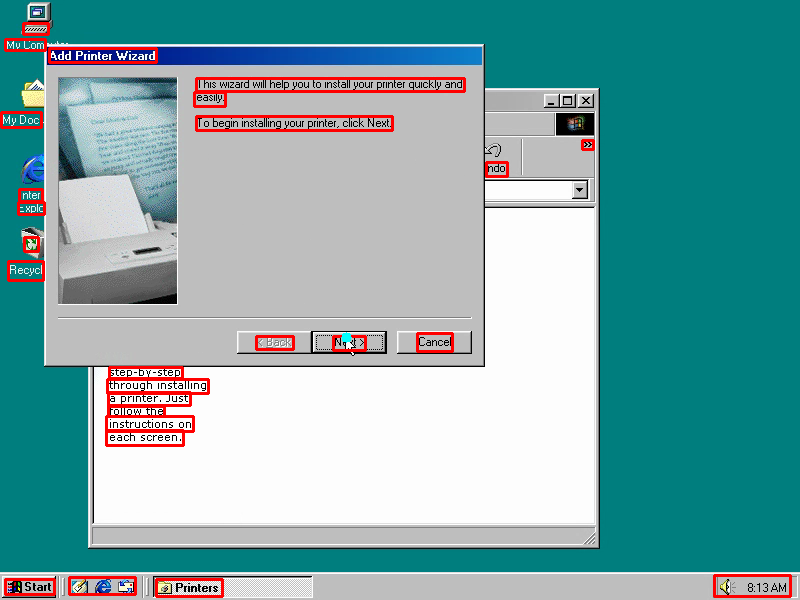 My Computer
Add Printer Wizard
This wizard will help you to install your printer quickly and
easily.
To begin installing your printer, click Next.
My Doc
Undo
Inter
Explo
Recycl
< Back
Next >
Cancel
step-by-step
through installing
a printer. Just
follow the
instructions on
each screen.
Start
Printers
8:13 AM